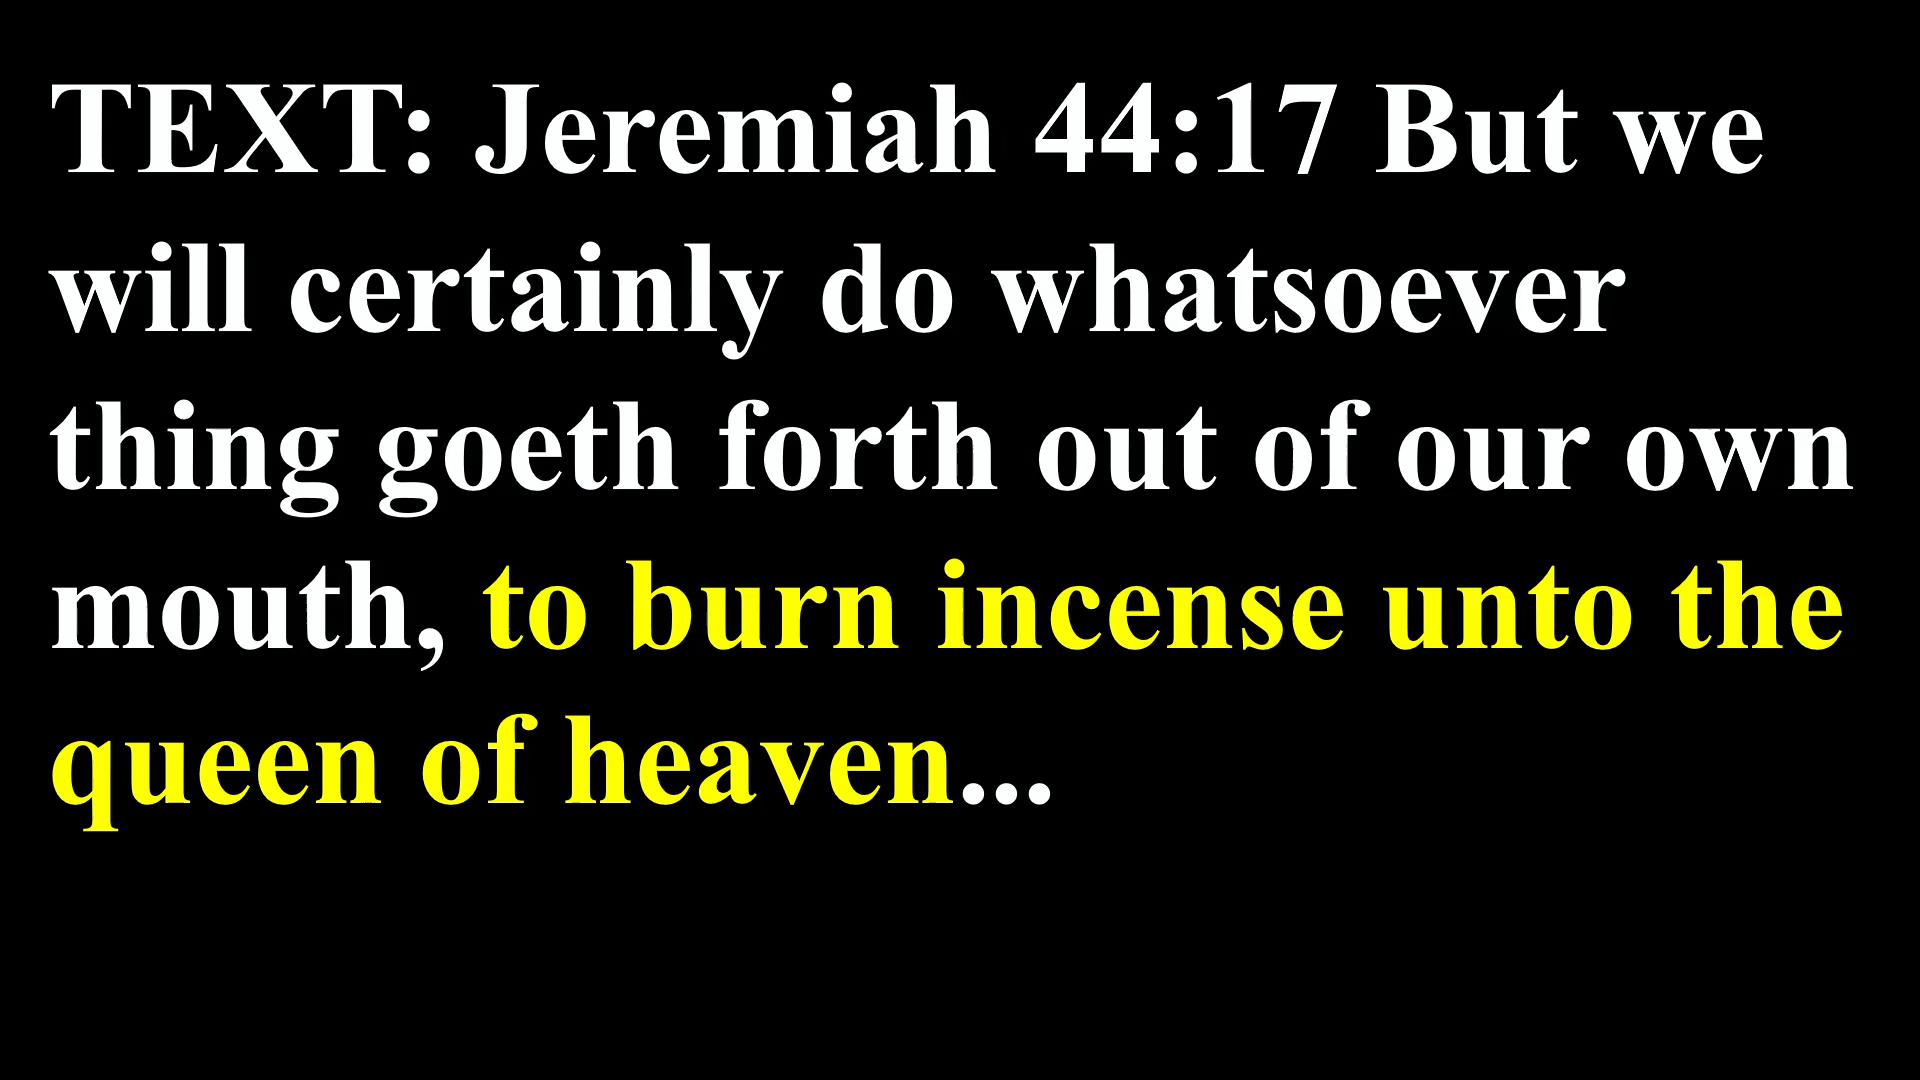 TEXT: Jeremiah 44:17 But we
will certainly do whatsoever
thing goeth forth out of our own
mouth, to burn incense unto the
queen of heaven...